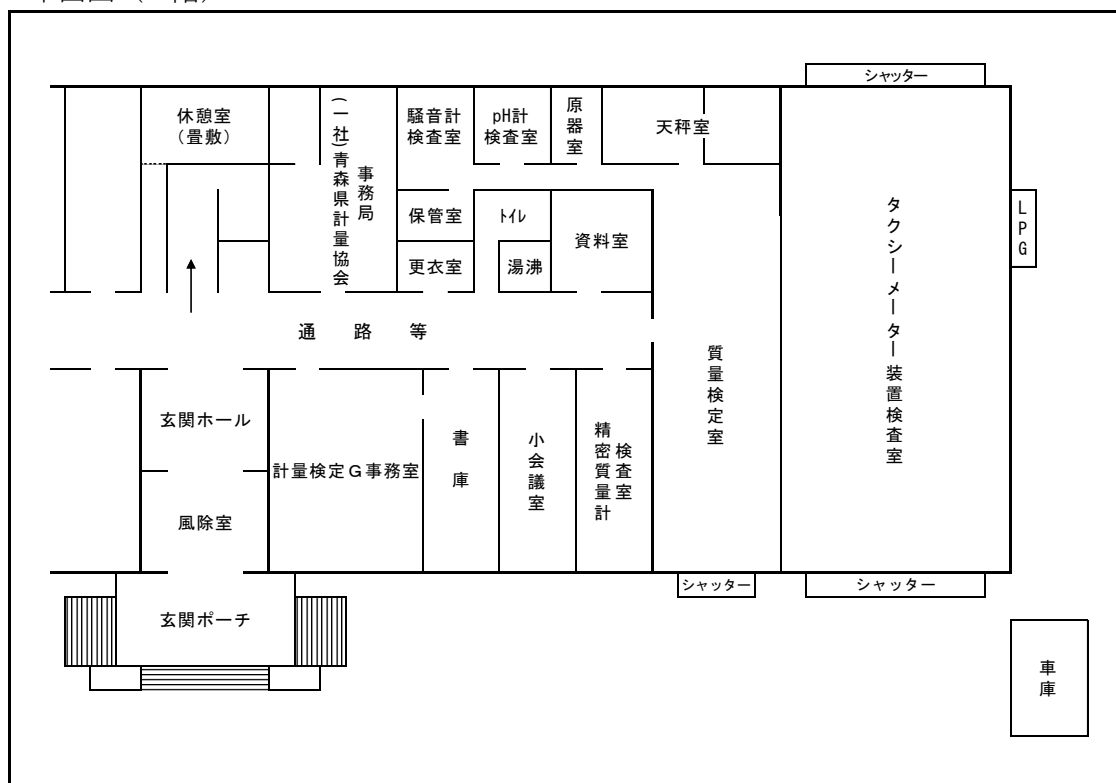 シャッター
休憩室
（畳敷）
(一社)青森県計量協会
事務局
騒音計
検査室
pH計
検査室
原器室
天秤室
保管室
ﾄｲﾚ
資料室
更衣室
湯沸
タクシーメーター装置検査室
LPG
通路等
質量検定室
玄関ホール
計量検定Ｇ事務室
書庫
小会議室
精密質量計
検査室
風除室
シャッター
シャッター
玄関ポーチ
車庫